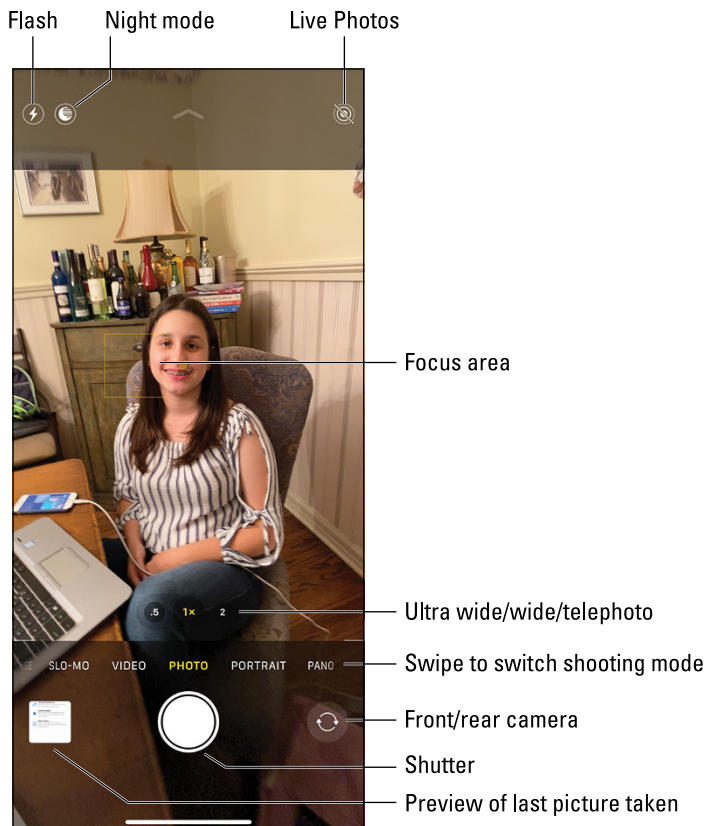 Flash Night mode Live Photos
Focus area
.5 1× 2 Ultra wide/wide/telephoto
SE SLO-MO VIDEO PHOTO PORTRAIT PANO Swipe to switch shooting mode
Front/rear camera
Shutter
Preview of last picture taken